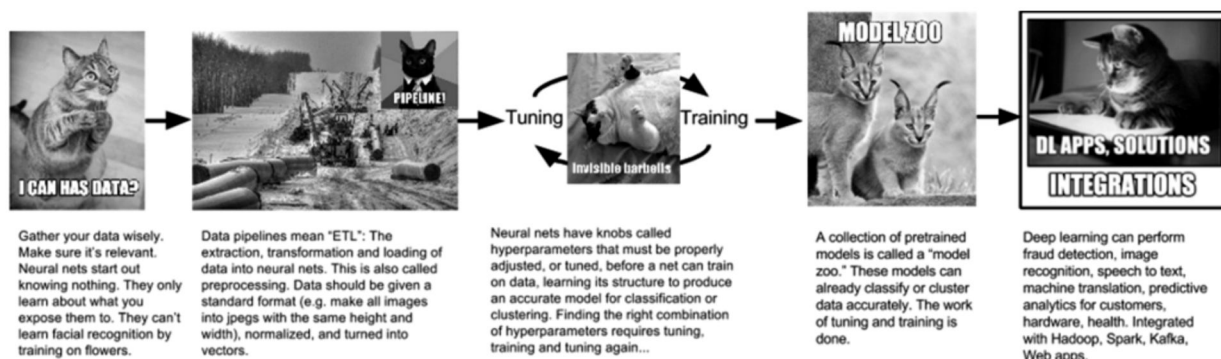 I CAN HAS DATA?
PIPELINE!
Tuning
Training
Invisible barbells
MODEL ZOO
DL APPS, SOLUTIONS
INTEGRATIONS
Gather your data wisely.
Make sure it's relevant.
Neural nets start out
knowing nothing. They only
learn about what you
expose them to. They can't
learn facial recognition by
training on flowers.
Data pipelines mean “ETL”: The
extraction, transformation and loading of
data into neural nets. This is also called
preprocessing. Data should be given a
standard format (e.g. make all images
into jpegs with the same height and
width), normalized, and turned into
vectors.
Neural nets have knobs called
hyperparameters that must be properly
adjusted, or tuned, before a net can train
on data, learning its structure to produce
an accurate model for classification or
clustering. Finding the right combination
of hyperparameters requires tuning,
training and tuning again...
A collection of pretrained
models is called a “model
zoo.” These models can
already classify or cluster
data accurately. The work
of tuning and training is
done.
Deep learning can perform
fraud detection, image
recognition, speech to text,
machine translation, predictive
analytics for customers,
hardware, health. Integrated
with Hadoop, Spark, Kafka,
Web apps.